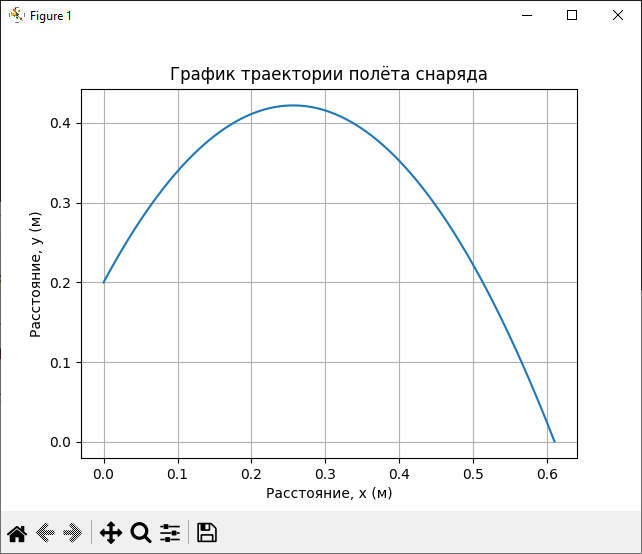 Figure 1
График траектории полёта снаряда
0.4
0.3
0.2
0.1
0.0
Расстояние, y (м)
0.0 0.1 0.2 0.3 0.4 0.5 0.6
Расстояние, x (м)